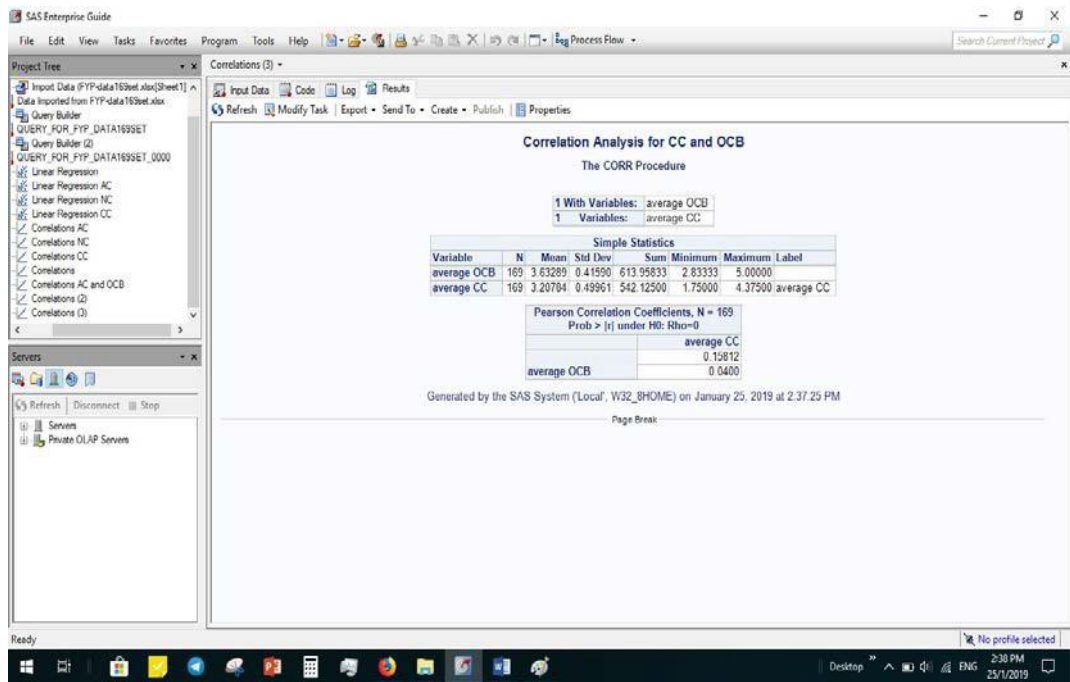 SAS Enterprise Guide
File Edit View Tasks Favorites Program Tools Help Process Flow
Search Current Project
Project Tree
Import Data (FYP-data169set.xlsx[Sheet1]
Data Imported from FYP-data169set.xlsx
Query Builder
QUERY_FOR_FYP_DATA169SET
Query Builder (2)
QUERY_FOR_FYP_DATA169SET_0000
Linear Regression
Linear Regression AC
Linear Regression NC
Linear Regression CC
Correlations AC
Correlations NC
Correlations CC
Correlations
Correlations AC and OCB
Correlations (2)
Correlations (3)
Servers
Refresh Disconnect Stop
Servers
Private OLAP Servers
Correlations (3)
Input Data Code Log Results
Refresh Modify Task Export Send To Create Publish Properties
Correlation Analysis for CC and OCB
The CORR Procedure
1 With Variables: average OCB
1 Variables: average CC
Simple Statistics
Variable N Mean Std Dev Sum Minimum Maximum Label
average OCB 169 3.63289 0.41590 613.95833 2.83333 5.00000
average CC 169 3.20784 0.49961 542.12500 1.75000 4.37500 average CC
Pearson Correlation Coefficients, N = 169
Prob > |r| under H0: Rho=0
average CC
0.15812
average OCB 0.0400
Generated by the SAS System ('Local', W32_8HOME) on January 25, 2019 at 2.37.25 PM
Page Break
Ready
No profile selected
Desktop ENG
2:38 PM
25/1/2019